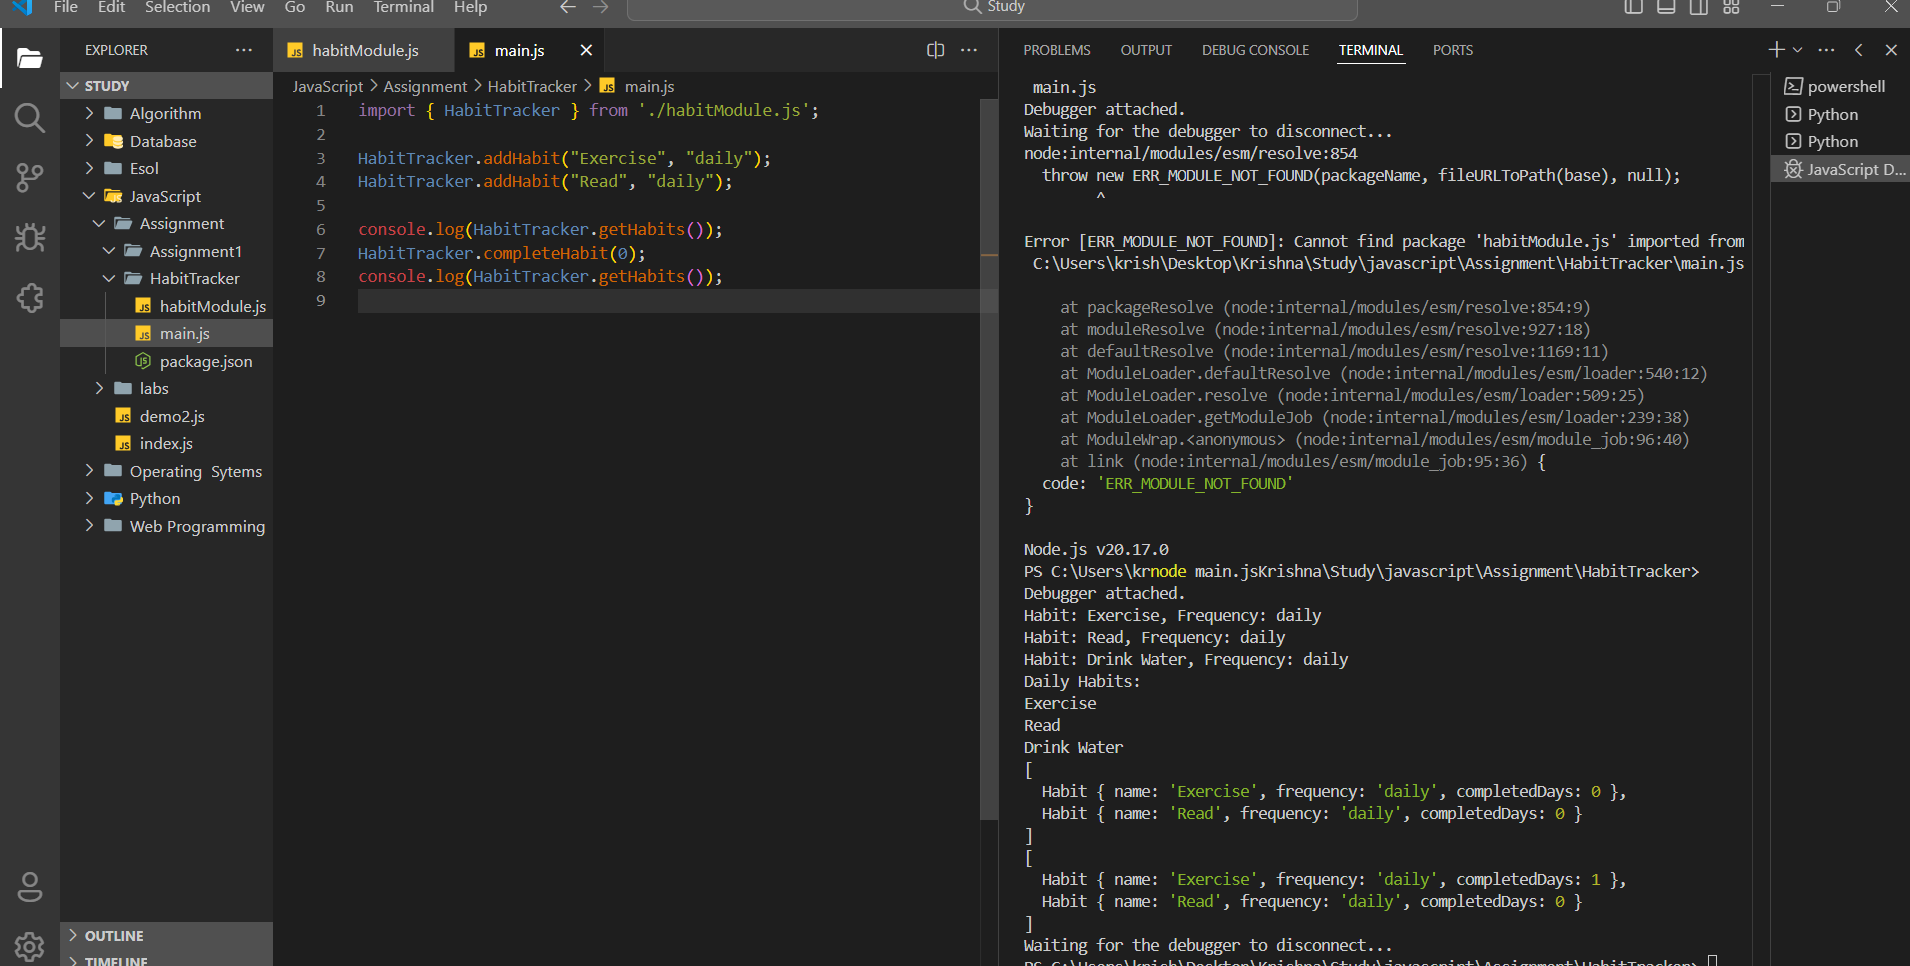 File Edit Selection View Go Run Terminal Help
Study
EXPLORER
STUDY
Algorithm
Database
Esol
JavaScript
Assignment
Assignment1
HabitTracker
habitModule.js
main.js
package.json
labs
demo2.js
index.js
Operating Sytems
Python
Web Programming
OUTLINE
TIMELINE
habitModule.js
main.js
JavaScript > Assignment > HabitTracker > main.js
1 import { HabitTracker } from './habitModule.js';
2
3 HabitTracker.addHabit("Exercise", "daily");
4 HabitTracker.addHabit("Read", "daily");
5
6 console.log(HabitTracker.getHabits());
7 HabitTracker.completeHabit(0);
8 console.log(HabitTracker.getHabits());
9
PROBLEMS OUTPUT DEBUG CONSOLE TERMINAL PORTS
main.js
Debugger attached.
Waiting for the debugger to disconnect...
node:internal/modules/esm/resolve:854
throw new ERR_MODULE_NOT_FOUND(packageName, fileURLToPath(base), null);
^
Error [ERR_MODULE_NOT_FOUND]: Cannot find package 'habitModule.js' imported from
C:\Users\krish\Desktop\Krishna\Study\javascript\Assignment\HabitTracker\main.js
at packageResolve (node:internal/modules/esm/resolve:854:9)
at moduleResolve (node:internal/modules/esm/resolve:927:18)
at defaultResolve (node:internal/modules/esm/resolve:1169:11)
at ModuleLoader.defaultResolve (node:internal/modules/esm/loader:540:12)
at ModuleLoader.resolve (node:internal/modules/esm/loader:509:25)
at ModuleLoader.getModuleJob (node:internal/modules/esm/loader:239:38)
at ModuleWrap.<anonymous> (node:internal/modules/esm/module_job:96:40)
at link (node:internal/modules/esm/module_job:95:36) {
code: 'ERR_MODULE_NOT_FOUND'
}
Node.js v20.17.0
PS C:\Users\krnode main.jsKrishna\Study\javascript\Assignment\HabitTracker>
Debugger attached.
Habit: Exercise, Frequency: daily
Habit: Read, Frequency: daily
Habit: Drink Water, Frequency: daily
Daily Habits:
Exercise
Read
Drink Water
[
Habit { name: 'Exercise', frequency: 'daily', completedDays: 0 },
Habit { name: 'Read', frequency: 'daily', completedDays: 0 }
]
[
Habit { name: 'Exercise', frequency: 'daily', completedDays: 1 },
Habit { name: 'Read', frequency: 'daily', completedDays: 0 }
]
Waiting for the debugger to disconnect...
PS C:\Users\krish\Desktop\Krishna\Study\javascript\Assignment\HabitTracker>
powershell
Python
Python
JavaScript D...